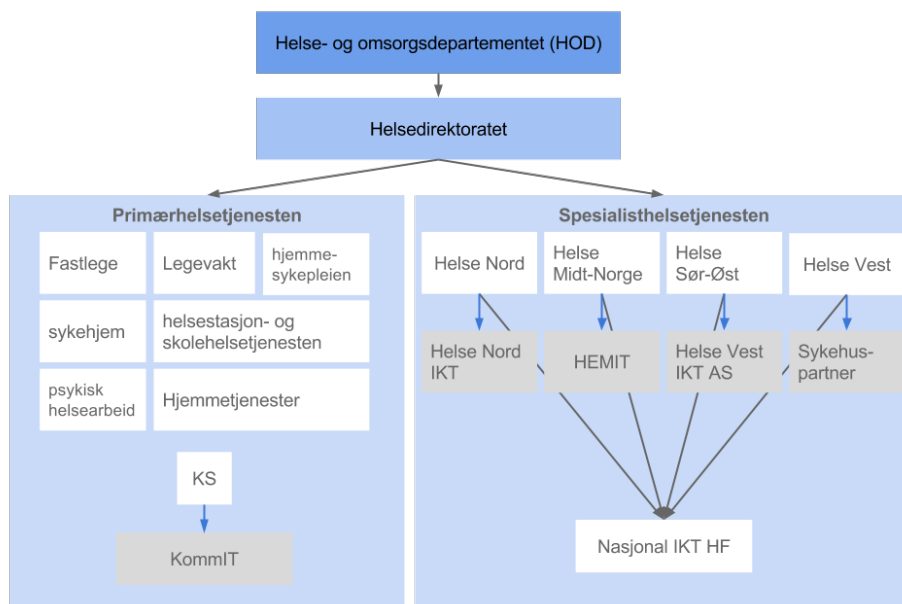 Helse- og omsorgsdepartementet (HOD)
Helsedirektoratet
Primærhelsetjenesten
Fastlege
Legevakt
hjemme-
sykepleien
sykehjem
helsestasjon- og
skolehelsetjenesten
psykisk
helsearbeid
Hjemmetjenester
KS
KommIT
Spesialisthelsetjenesten
Helse Nord
Helse
Midt-Norge
Helse
Sør-Øst
Helse Vest
Helse Nord
IKT
HEMIT
Helse Vest
IKT AS
Sykehus-
partner
Nasjonal IKT HF